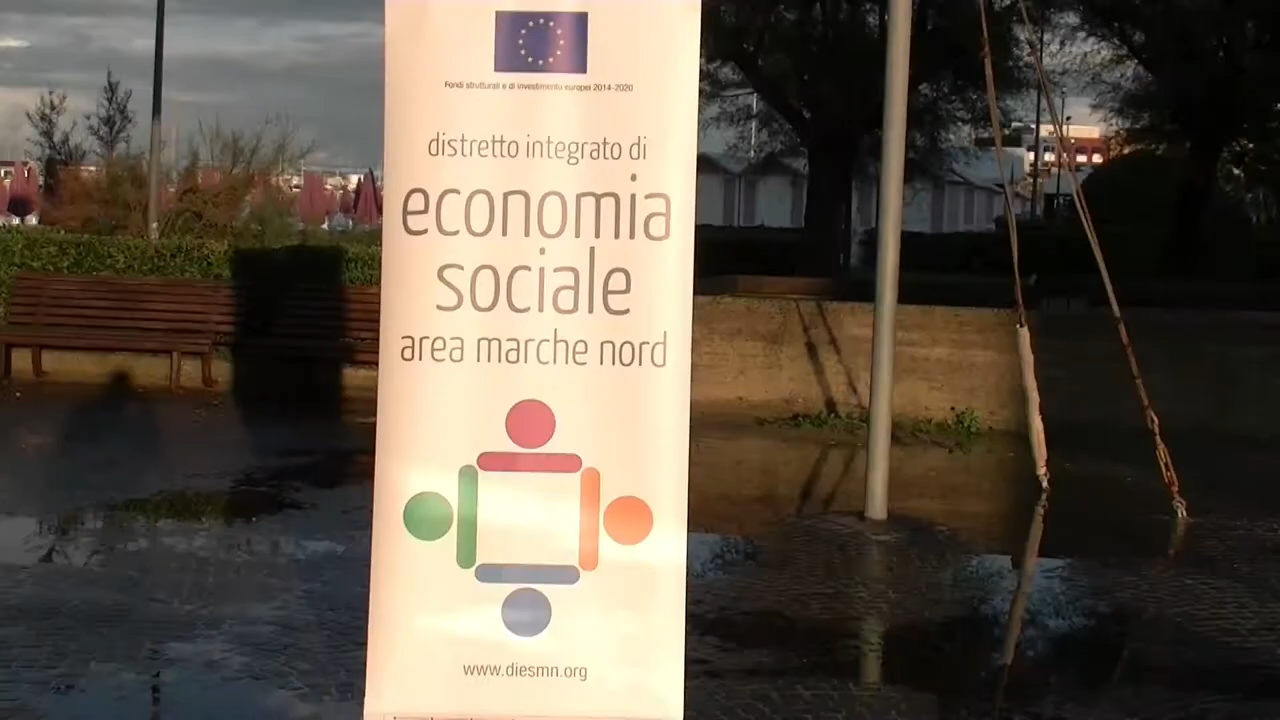 Fondi strutturali e di investimento europei 2014-2020
distretto integrato di
economia
sociale
area marche nord
www.diesmn.org